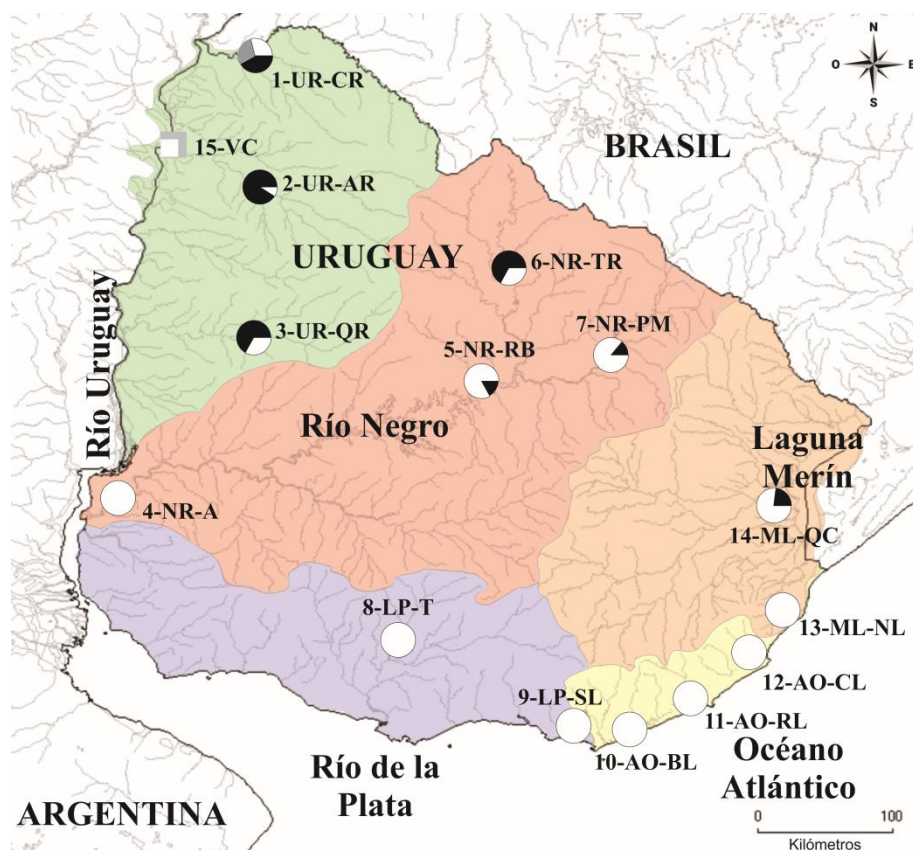 N
O E
S
1-UR-CR
15-VC
BRASIL
2-UR-AR
URUGUAY
6-NR-TR
7-NR-PM
3-UR-QR
5-NR-RB
Río Uruguay
Río Negro
Laguna
Merín
4-NR-A
14-ML-QC
8-LP-T
13-ML-NL
12-AO-CL
9-LP-SL
11-AO-RL
10-AO-BL
Océano
Atlántico
Río de la
Plata
ARGENTINA
0 100
Kilómetros